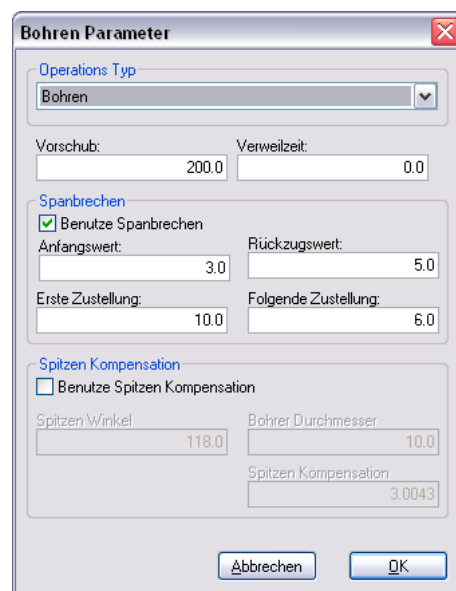 Bohren Parameter
Operations Typ
Bohren
Vorschub: Verweilzeit:
200.0 0.0
Spanbrechen
Benutze Spanbrechen
Anfangswert: Rückzugswert:
3.0 5.0
Erste Zustellung: Folgende Zustellung:
10.0 6.0
Spitzen Kompensation
Benutze Spitzen Kompensation
Spitzen Winkel Bohrer Durchmesser
118.0 10.0
Spitzen Kompensation
3.0043
Abbrechen OK